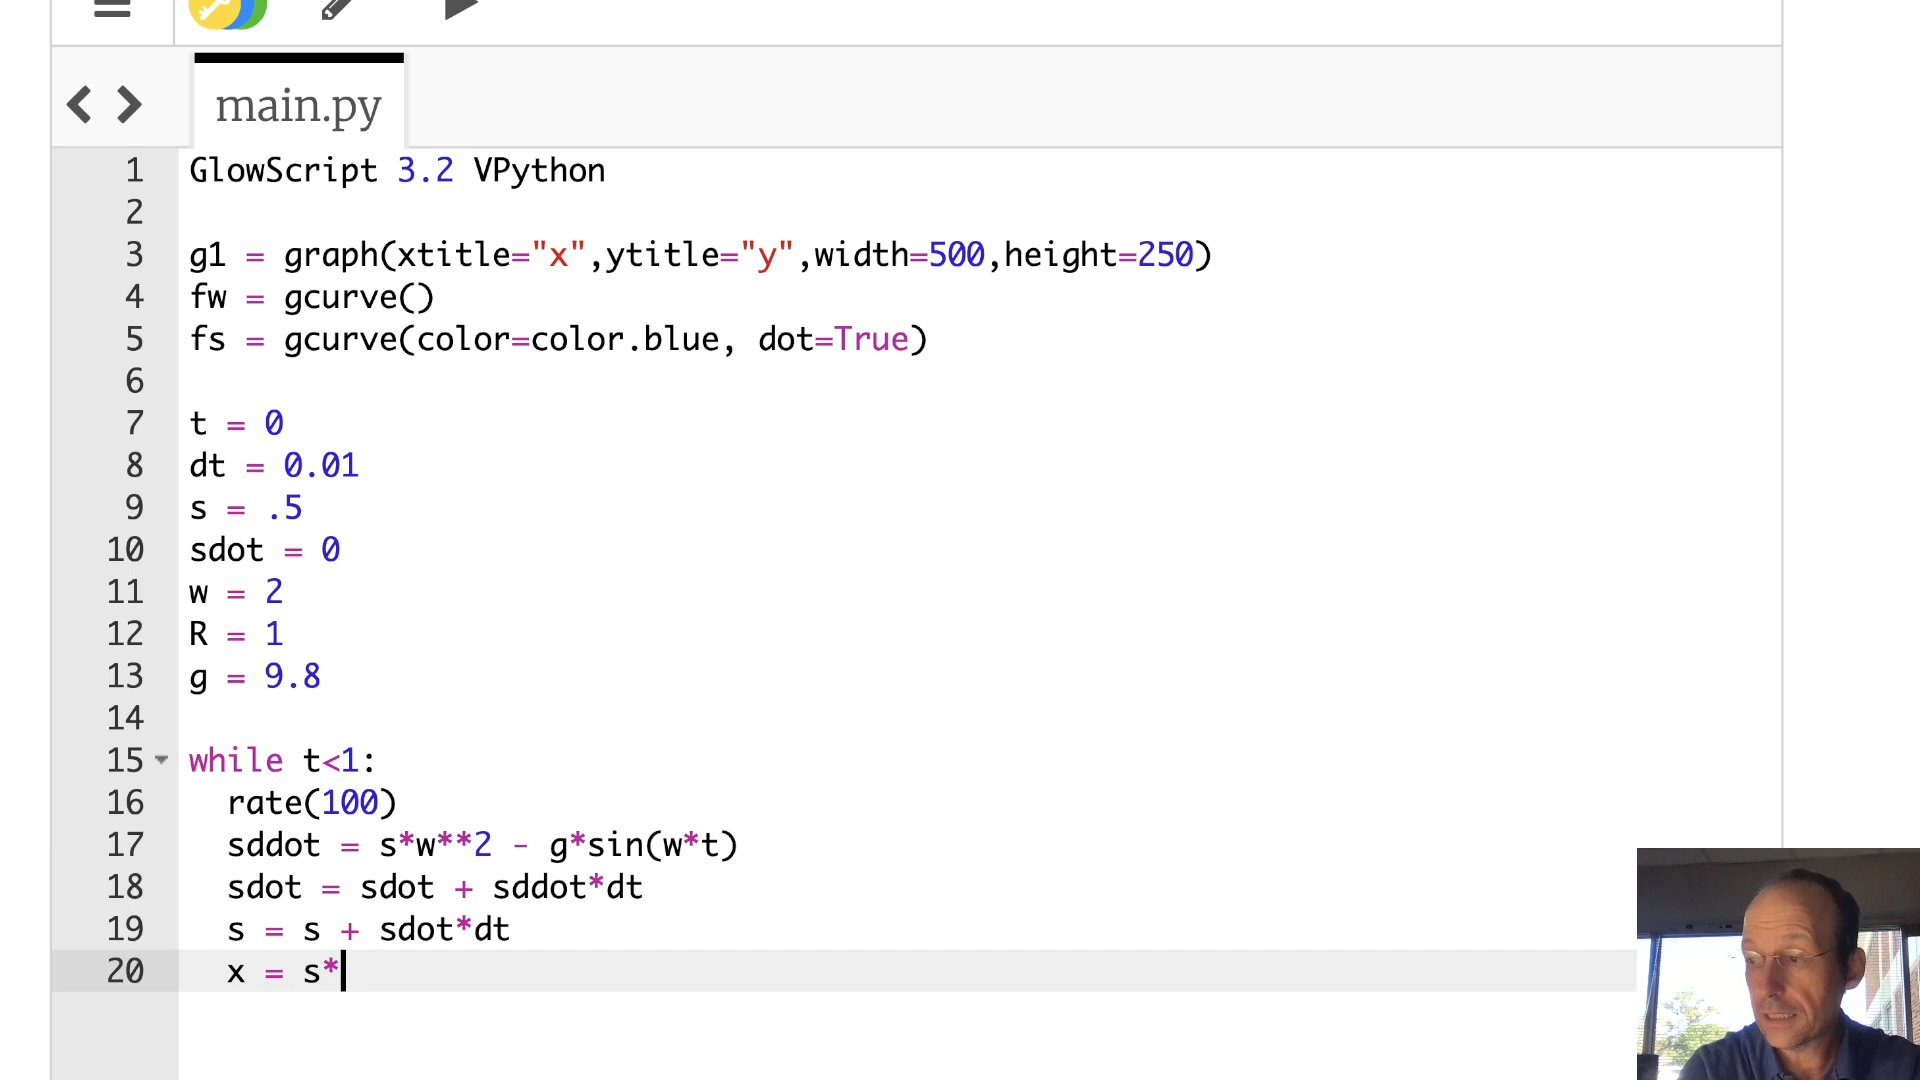 main.py
1 GlowScript 3.2 VPython
2
3 g1 = graph(xtitle="x",ytitle="y",width=500,height=250)
4 fw = gcurve()
5 fs = gcurve(color=color.blue, dot=True)
6
7 t = 0
8 dt = 0.01
9 s = .5
10 sdot = 0
11 w = 2
12 R = 1
13 g = 9.8
14
15 while t<1:
16   rate(100)
17   sddot = s*w**2 - g*sin(w*t)
18   sdot = sdot + sddot*dt
19   s = s + sdot*dt
20   x = s*